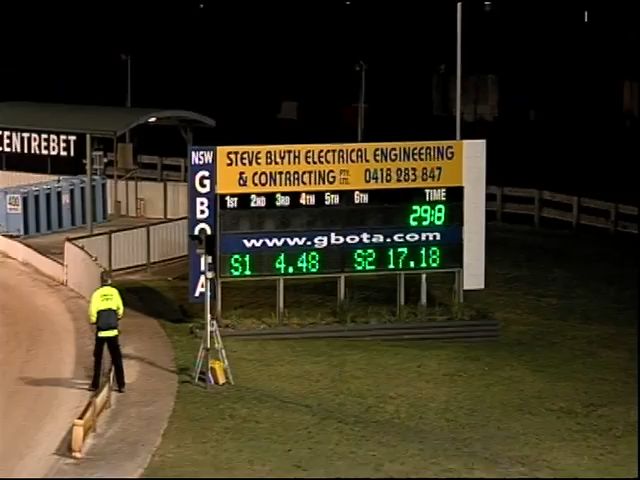 CENTREBET
NSW
GBOTA
STEVE BLYTH ELECTRICAL ENGINEERING
& CONTRACTING PTY. LTD. 0418 283 847
1st 2nd 3rd 4th 5th 6th TIME
29:8
www.gbota.com
S1 4.48 S2 17.18